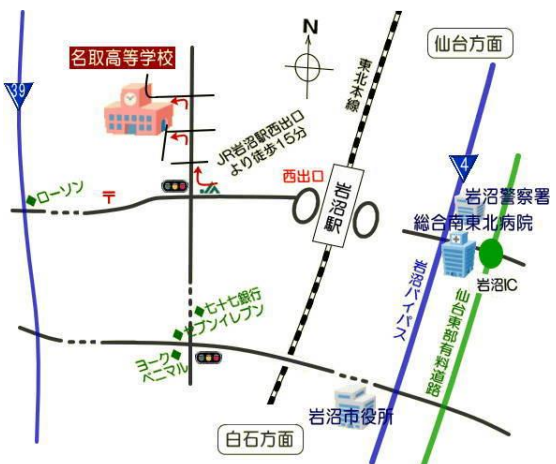 名取高等学校
N
仙台方面
39
東北本線
JR岩沼駅西出口
より徒歩15分
4
ローソン
〒
JA
西出口
岩沼駅
岩沼警察署
総合南東北病院
岩沼IC
七十七銀行
セブンイレブン
ヨーク
ベニマル
岩沼バイパス
仙台東部有料道路
岩沼市役所
白石方面